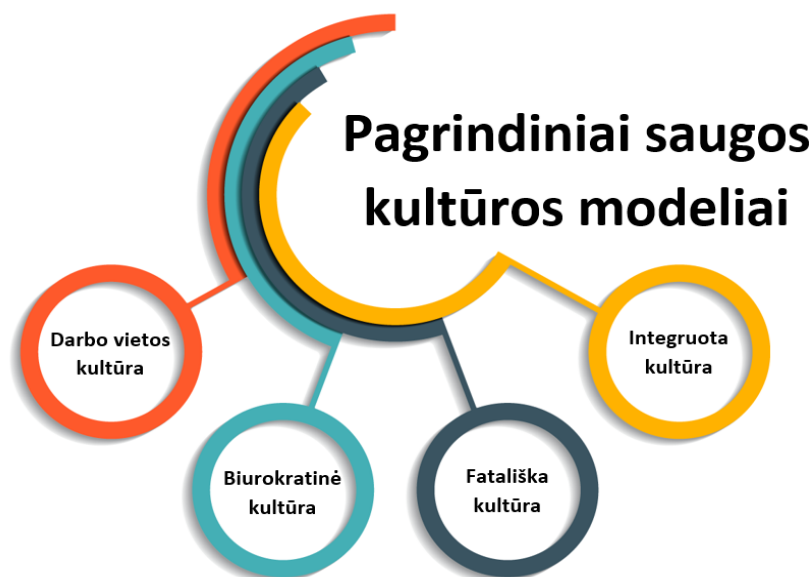 Pagrindiniai saugos
kultūros modeliai
Darbo vietos
kultūra
Biurokratinė
kultūra
Fatališka
kultūra
Integruota
kultūra